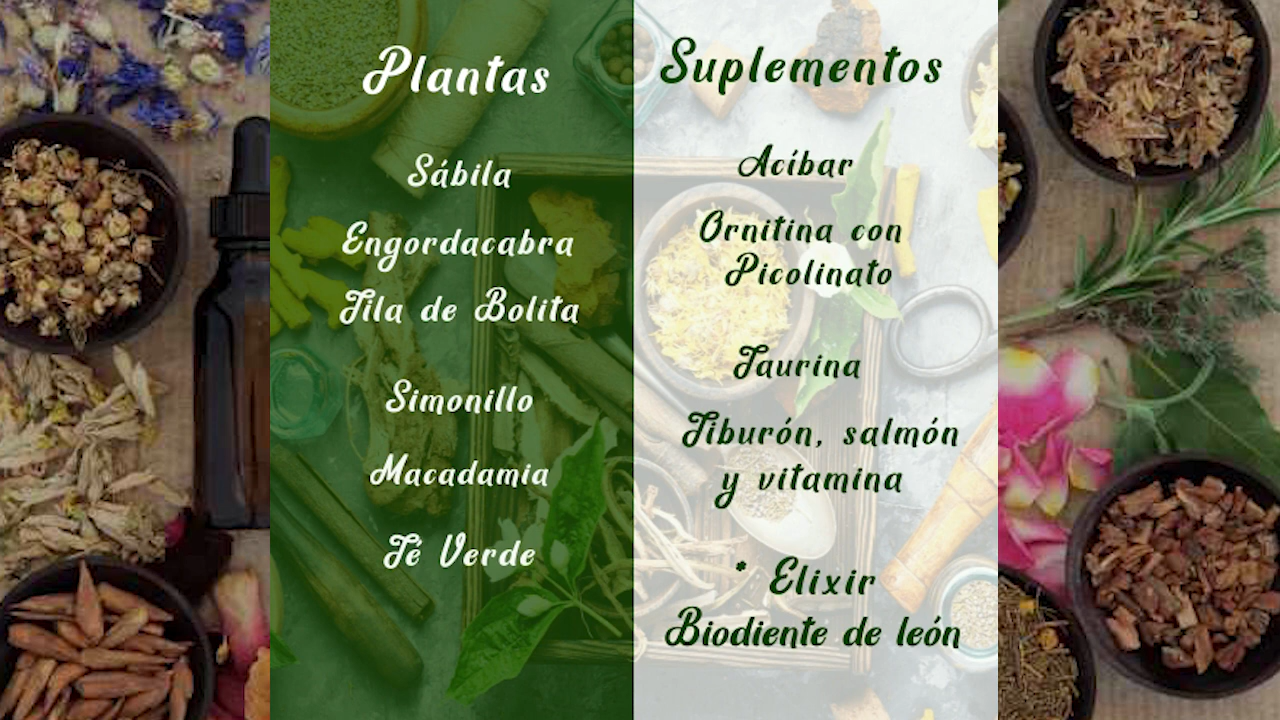 Plantas
Sábila
Engordacabra
Tila de Bolita
Simonillo
Macadamia
Té Verde
Suplementos
Acíbar
Ornitina con
Picolinato
Taurina
Tiburón, salmón
y vitamina
* Elixir
Biodiente de león